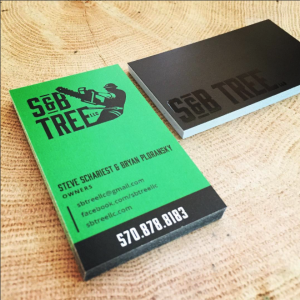 S&B
TREE LLC
STEVE SCHARIEST & BRYAN PLORANSKY
OWNERS
sbtreellc@gmail.com
facebook.com/sbtreellc
sbtreellc.com
570.878.8183
S&B
TREE LLC